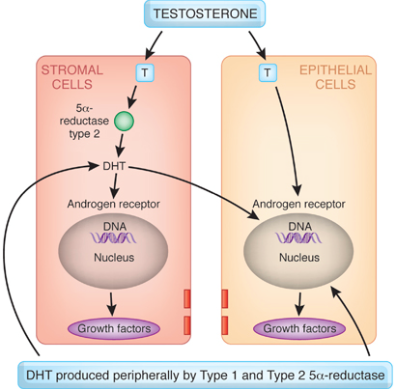 TESTOSTERONE
STROMAL
CELLS
T
5α-
reductase
type 2
DHT
Androgen receptor
DNA
Nucleus
Growth factors
EPITHELIAL
CELLS
T
Androgen receptor
DNA
Nucleus
Growth factors
DHT produced peripherally by Type 1 and Type 2 5α-reductase